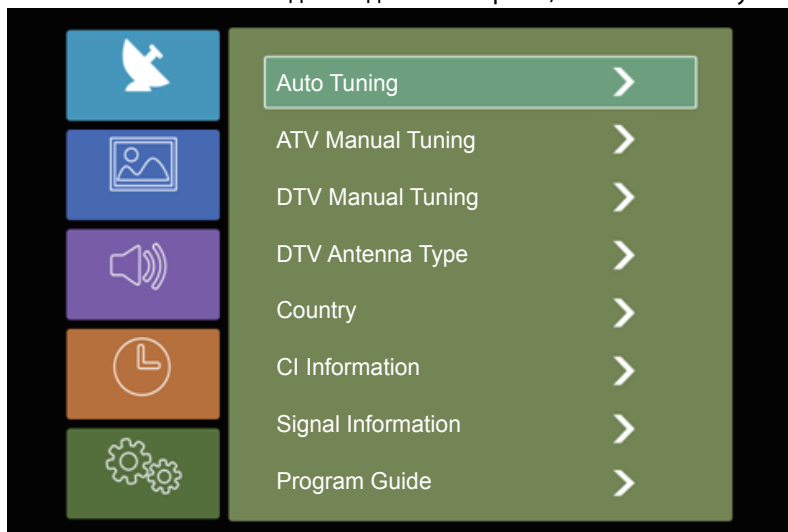 Auto Tuning
ATV Manual Tuning
DTV Manual Tuning
DTV Antenna Type
Country
CI Information
Signal Information
Program Guide